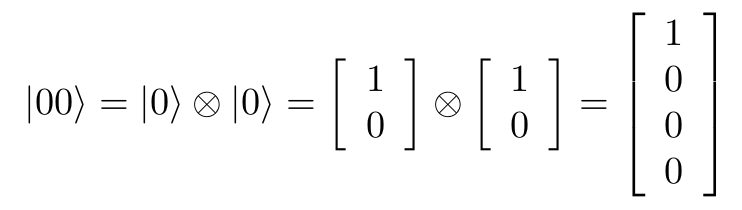 |00⟩ = |0⟩ ⊗ |0⟩ = [ 1 0 ] ⊗ [ 1 0 ] = [ 1 0 0 0 ]